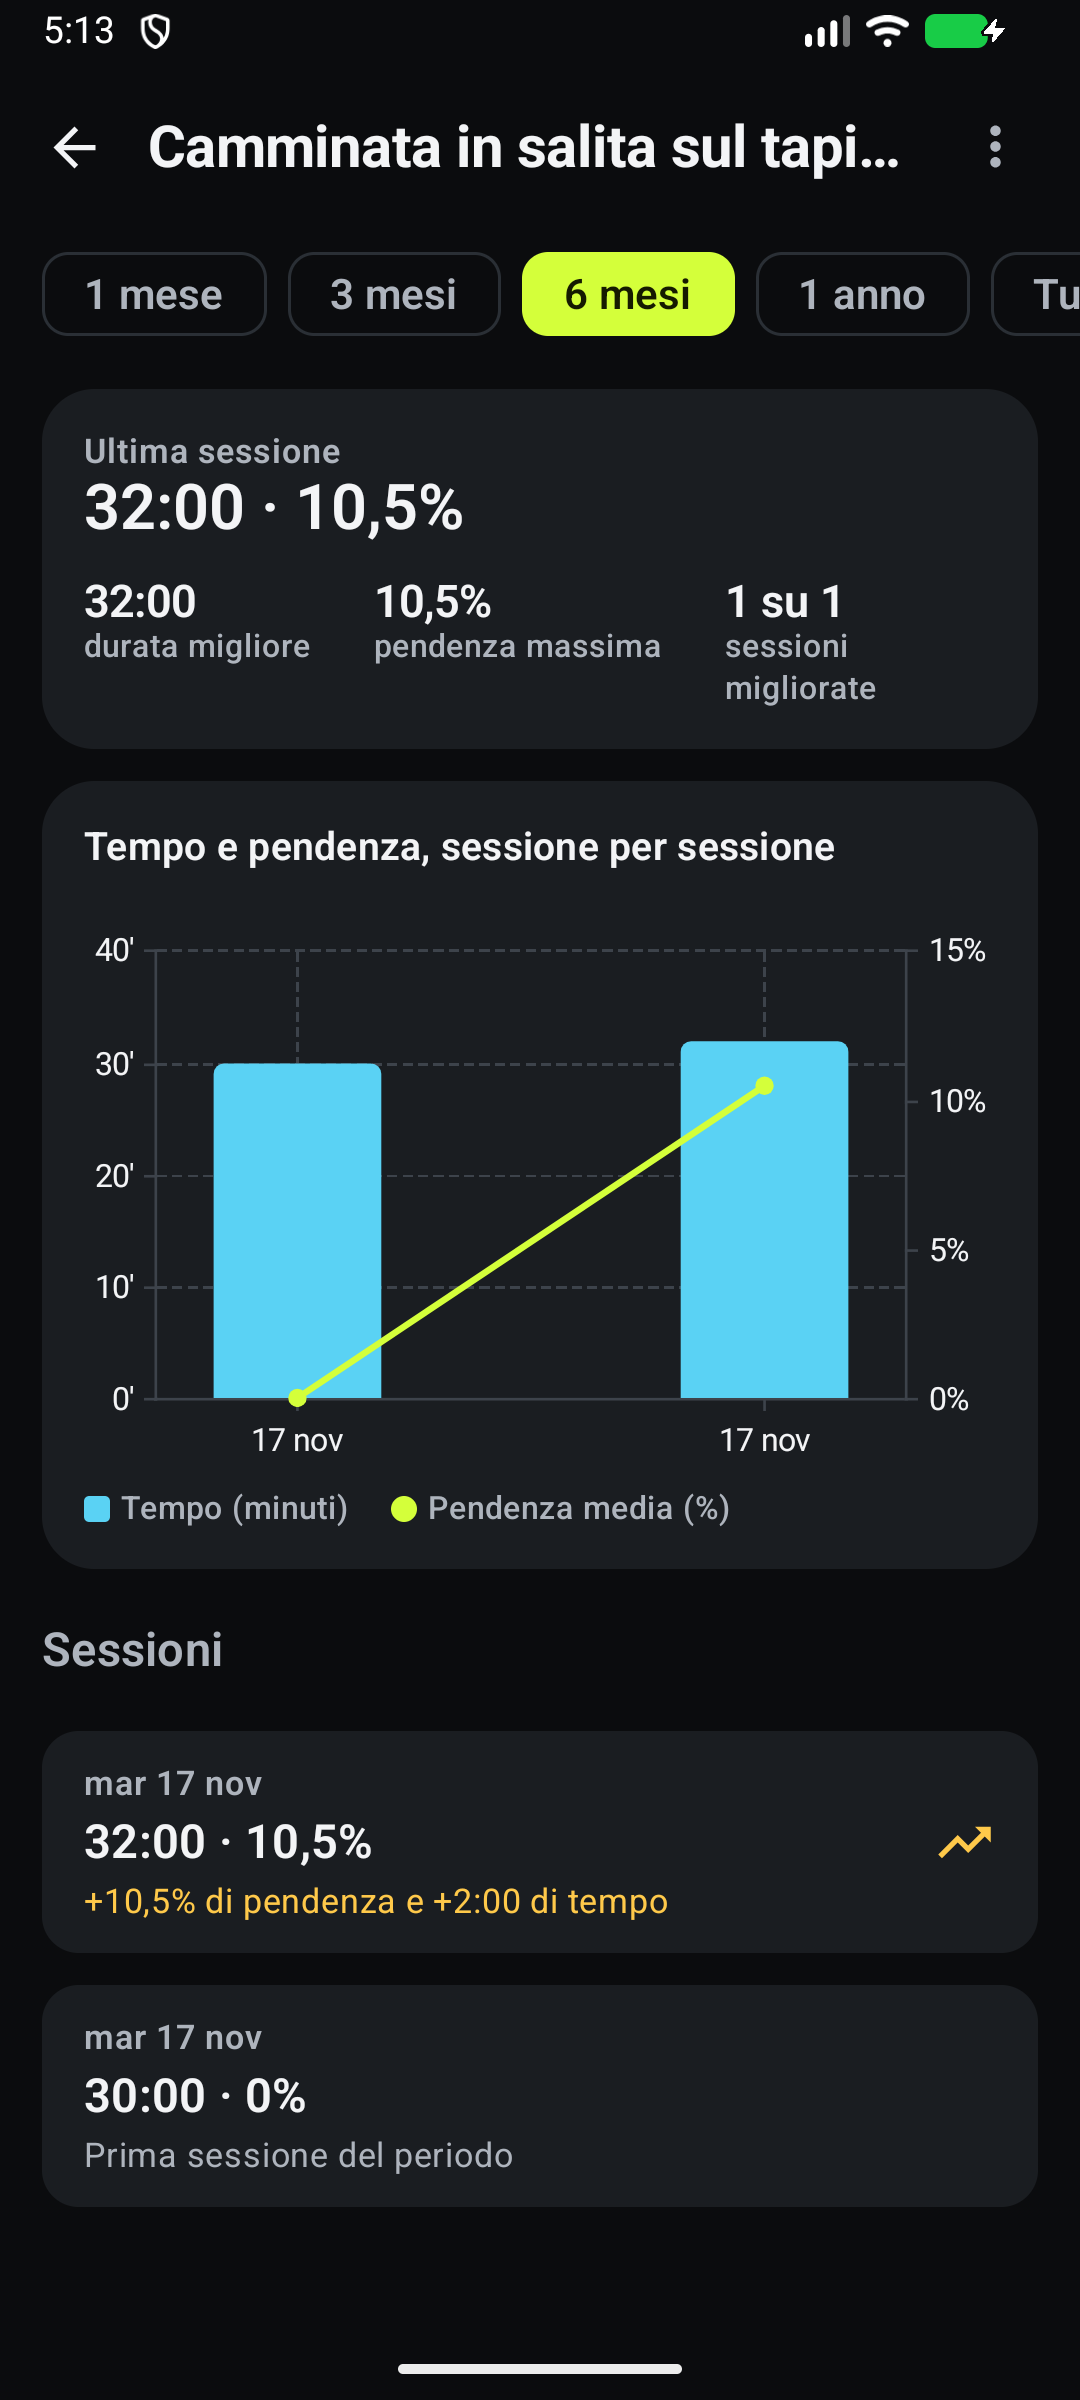 5:13
Camminata in salita sul tapi...
1 mese
3 mesi
6 mesi
1 anno
Tu
Ultima sessione
32:00 · 10,5%
32:00
durata migliore
10,5%
pendenza massima
1 su 1
sessioni
migliorate
Tempo e pendenza, sessione per sessione
40'
30'
20'
10'
0'
15%
10%
5%
0%
17 nov
17 nov
Tempo (minuti)
Pendenza media (%)
Sessioni
mar 17 nov
32:00 · 10,5%
+10,5% di pendenza e +2:00 di tempo
mar 17 nov
30:00 · 0%
Prima sessione del periodo